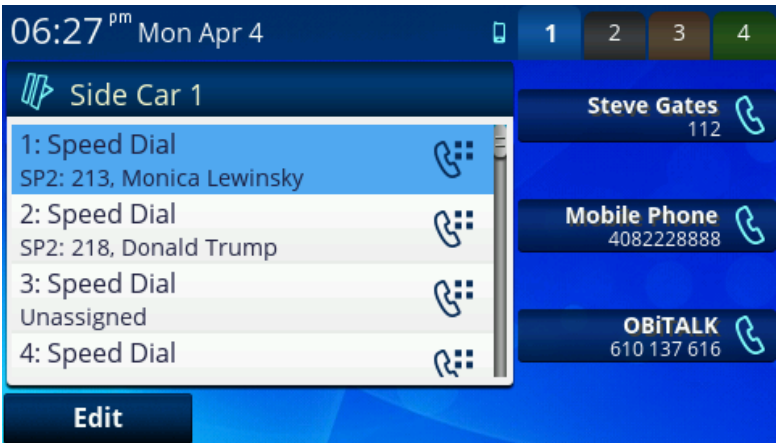 06:27 pm Mon Apr 4
1 2 3 4
Side Car 1
1: Speed Dial
SP2: 213, Monica Lewinsky
2: Speed Dial
SP2: 218, Donald Trump
3: Speed Dial
Unassigned
4: Speed Dial
Steve Gates
112
Mobile Phone
4082228888
OBiTALK
610 137 616
Edit